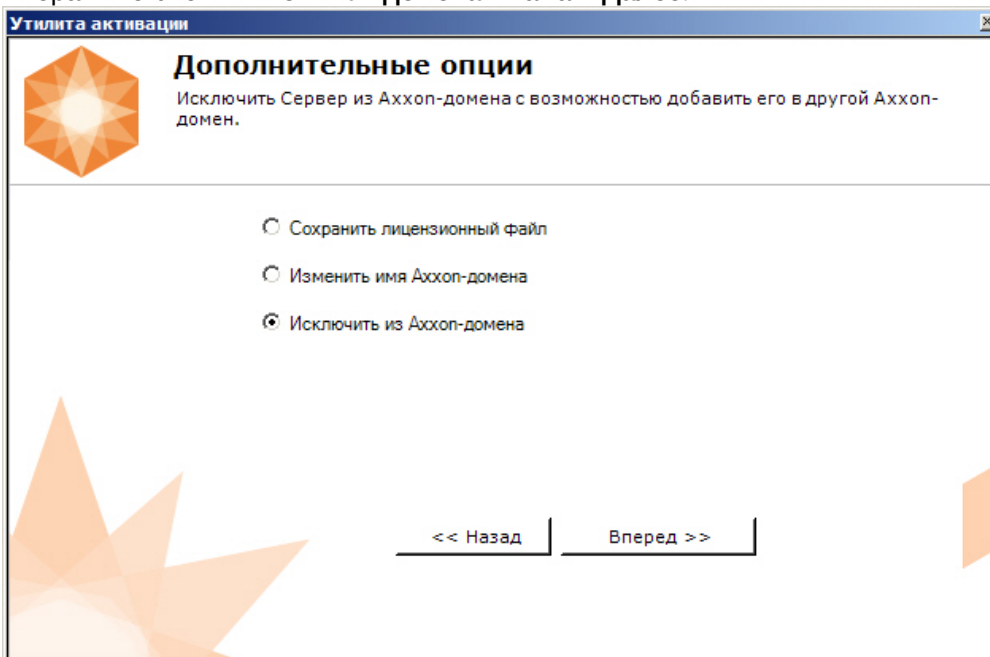 Утилита активации
Дополнительные опции
Исключить Сервер из Axxon-домена с возможностью добавить его в другой Axxon-
домен.
Сохранить лицензионный файл
Изменить имя Axxon-домена
Исключить из Axxon-домена
<< Назад
Вперед >>